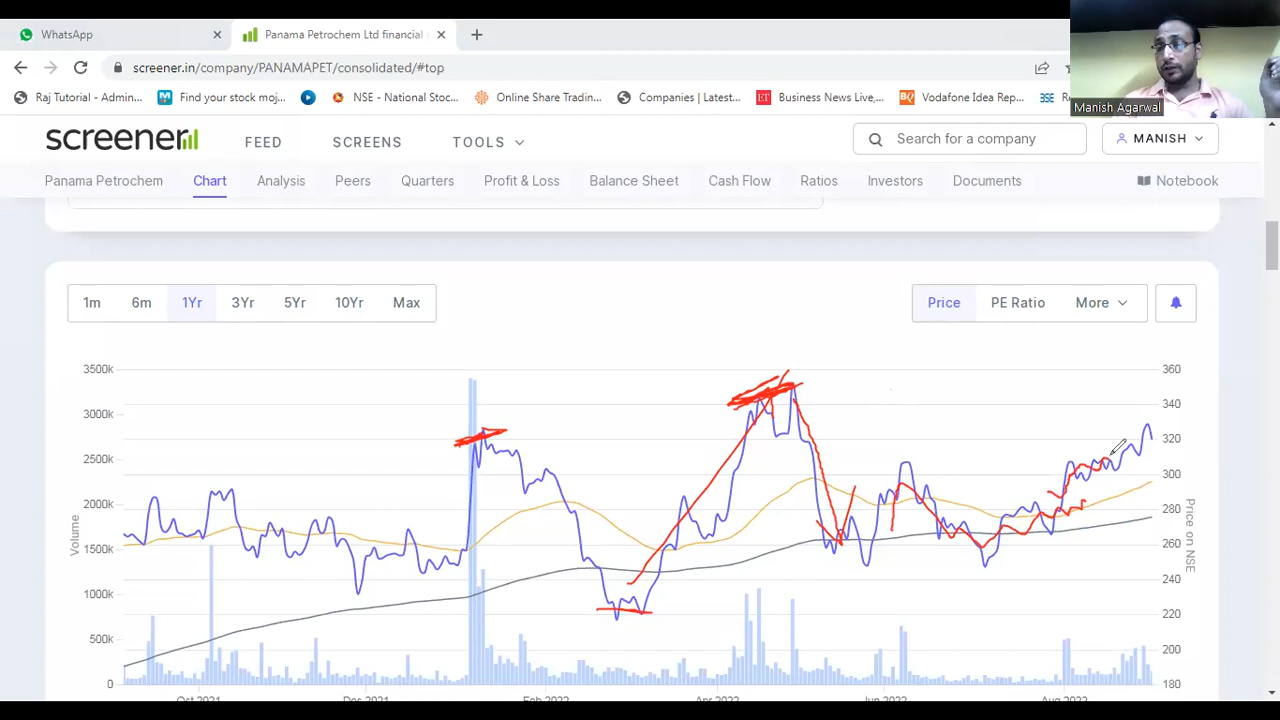 WhatsApp
Panama Petrochem Ltd financial
screener.in/company/PANAMAPET/consolidated/#top
Raj Tutorial - Admin...
Find your stock moj...
NSE - National Stoc...
Online Share Tradin...
Companies | Latest...
ET Business News Live,...
BQ Vodafone Idea Rep...
Manish Agarwal
screener
FEED
SCREENS
TOOLS
Search for a company
MANISH
Panama Petrochem
Chart
Analysis
Peers
Quarters
Profit & Loss
Balance Sheet
Cash Flow
Ratios
Investors
Documents
Notebook
1m
6m
1Yr
3Yr
5Yr
10Yr
Max
Price
PE Ratio
More
3500k
3000k
2500k
2000k
1500k
1000k
500k
0
Volume
360
340
320
300
280
260
240
220
200
180
Price on NSE
Oct 2021
Dec 2021
Feb 2022
Apr 2022
Jun 2022
Aug 2022